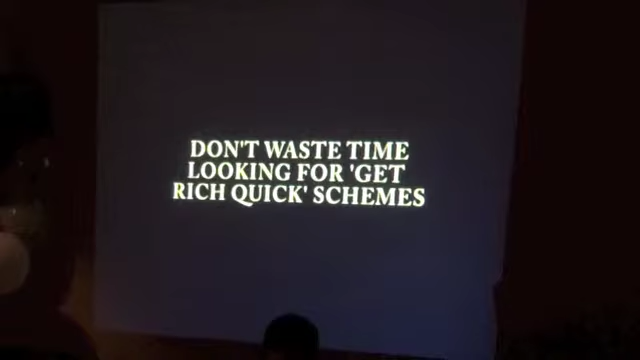 DON'T WASTE TIME
LOOKING FOR 'GET
RICH QUICK' SCHEMES